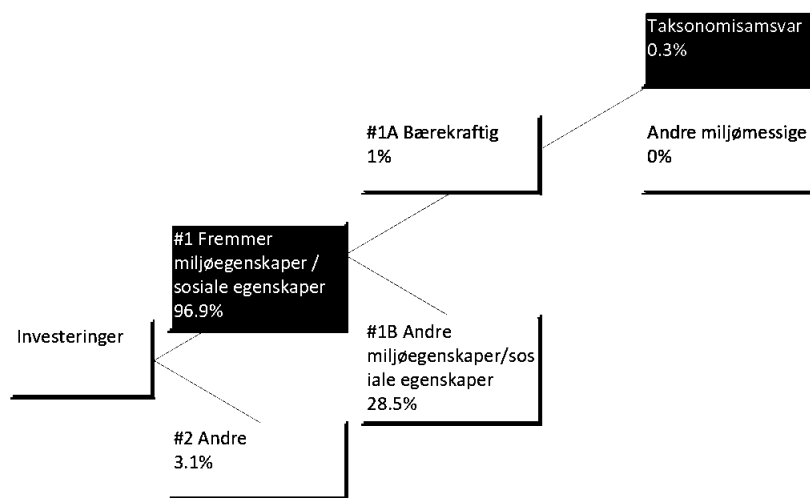 Taksonomisamsvar
0.3%
#1A Bærekraftig
1%
Andre miljømessige
0%
#1 Fremmer
miljøegenskaper /
sosiale egenskaper
96.9%
Investeringer
#1B Andre
miljøegenskaper/sos
iale egenskaper
28.5%
#2 Andre
3.1%